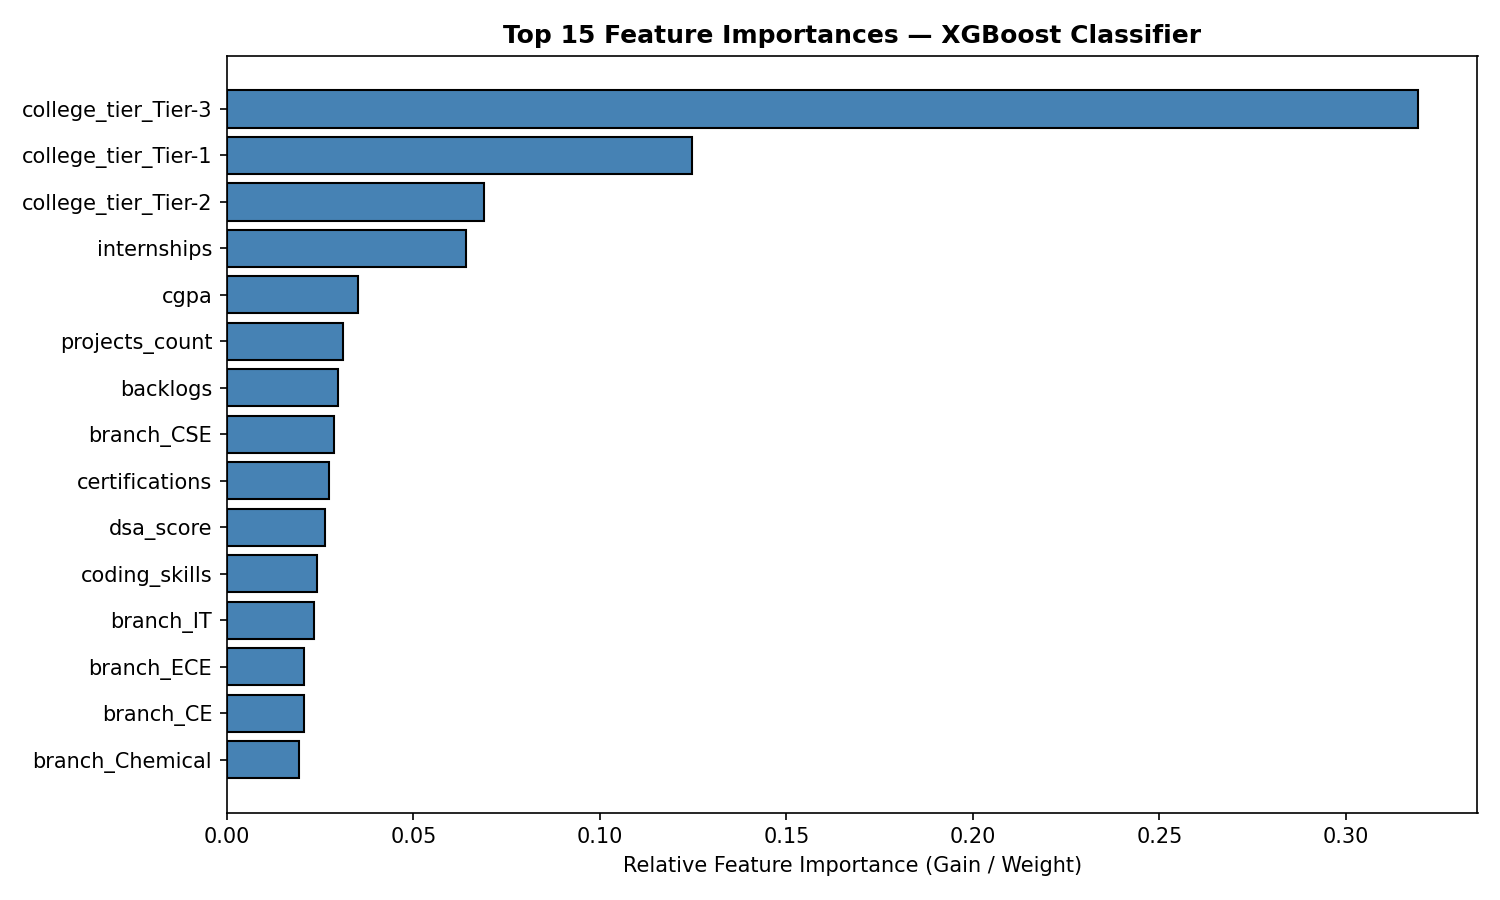 Top 15 Feature Importances — XGBoost Classifier
college_tier_Tier-3
college_tier_Tier-1
college_tier_Tier-2
internships
cgpa
projects_count
backlogs
branch_CSE
certifications
dsa_score
coding_skills
branch_IT
branch_ECE
branch_CE
branch_Chemical
0.00 0.05 0.10 0.15 0.20 0.25 0.30
Relative Feature Importance (Gain / Weight)